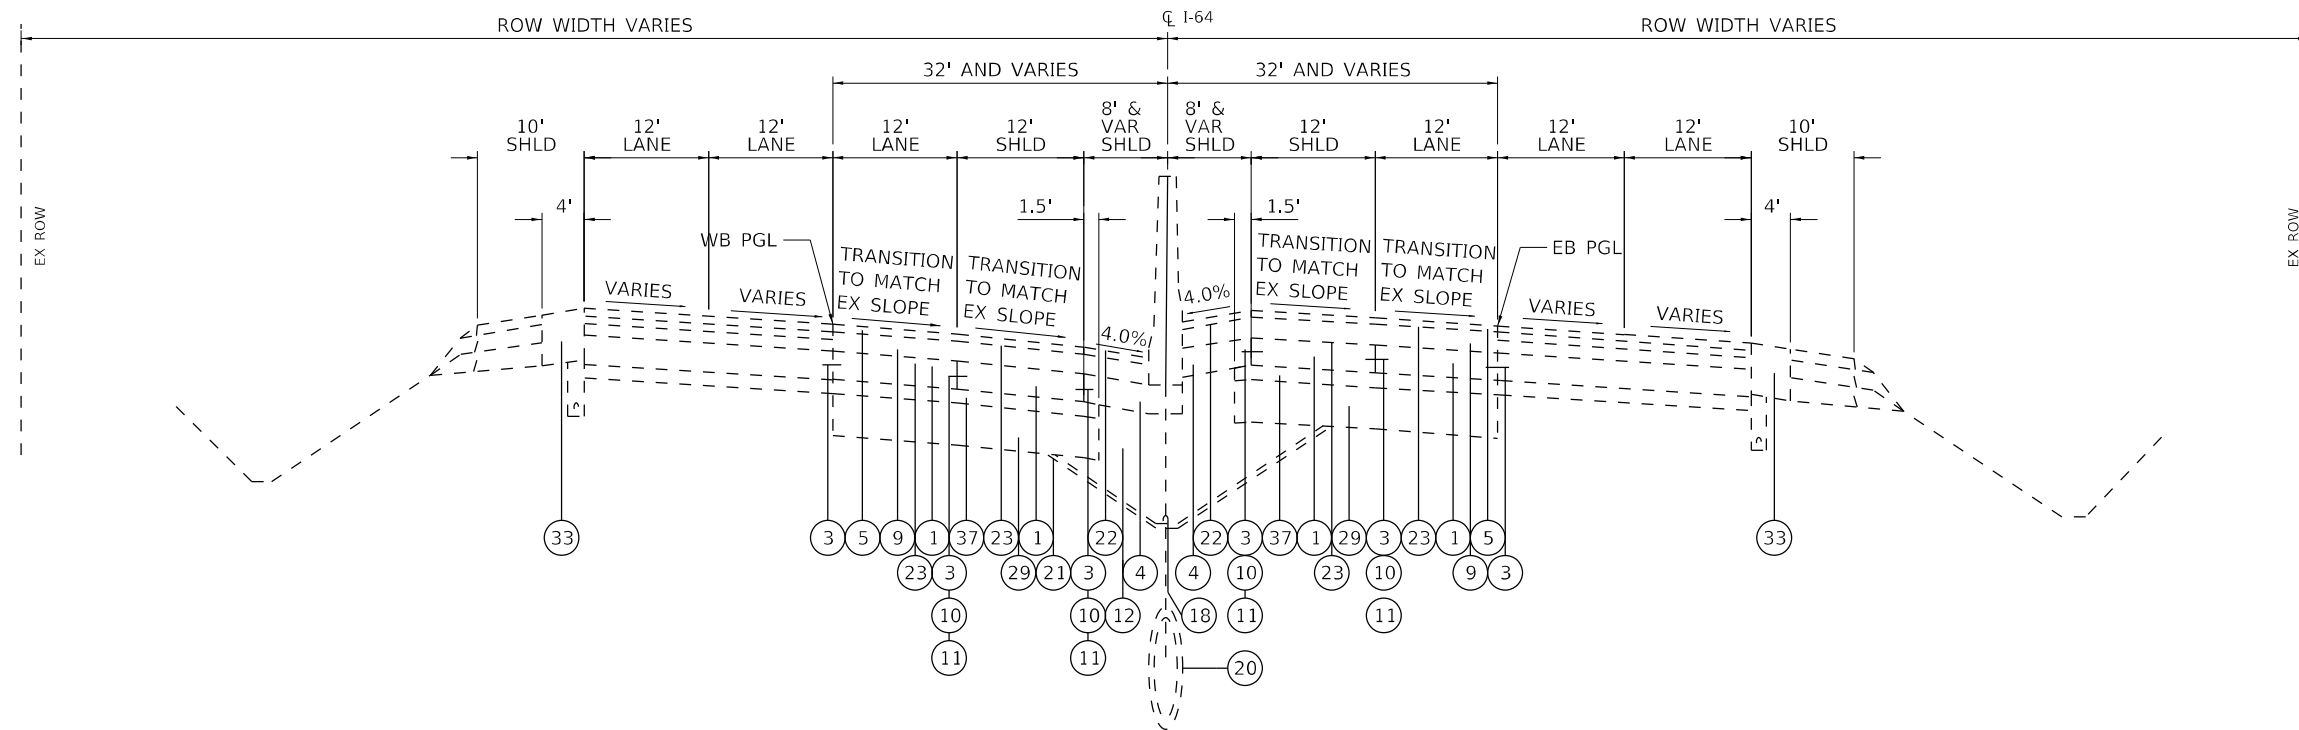 ℄ I-64
ROW WIDTH VARIES
ROW WIDTH VARIES
32' AND VARIES
32' AND VARIES
10'
SHLD
12'
LANE
12'
LANE
12'
LANE
12'
SHLD
8' &
VAR
SHLD
8' &
VAR
SHLD
12'
SHLD
12'
LANE
12'
LANE
12'
LANE
10'
SHLD
4'
1.5'
1.5'
4'
EX ROW
EX ROW
WB PGL
EB PGL
VARIES
VARIES
TRANSITION
TO MATCH
EX SLOPE
TRANSITION
TO MATCH
EX SLOPE
4.0%
4.0%
TRANSITION
TO MATCH
EX SLOPE
TRANSITION
TO MATCH
EX SLOPE
VARIES
VARIES
33 3 5 9 1 37 23 1 22 22 3 37 1 29 3 23 1 5 33
23 3 29 21 3 4 4 10 23 10 9 3
10 10 12 18 11 11
11 11 20